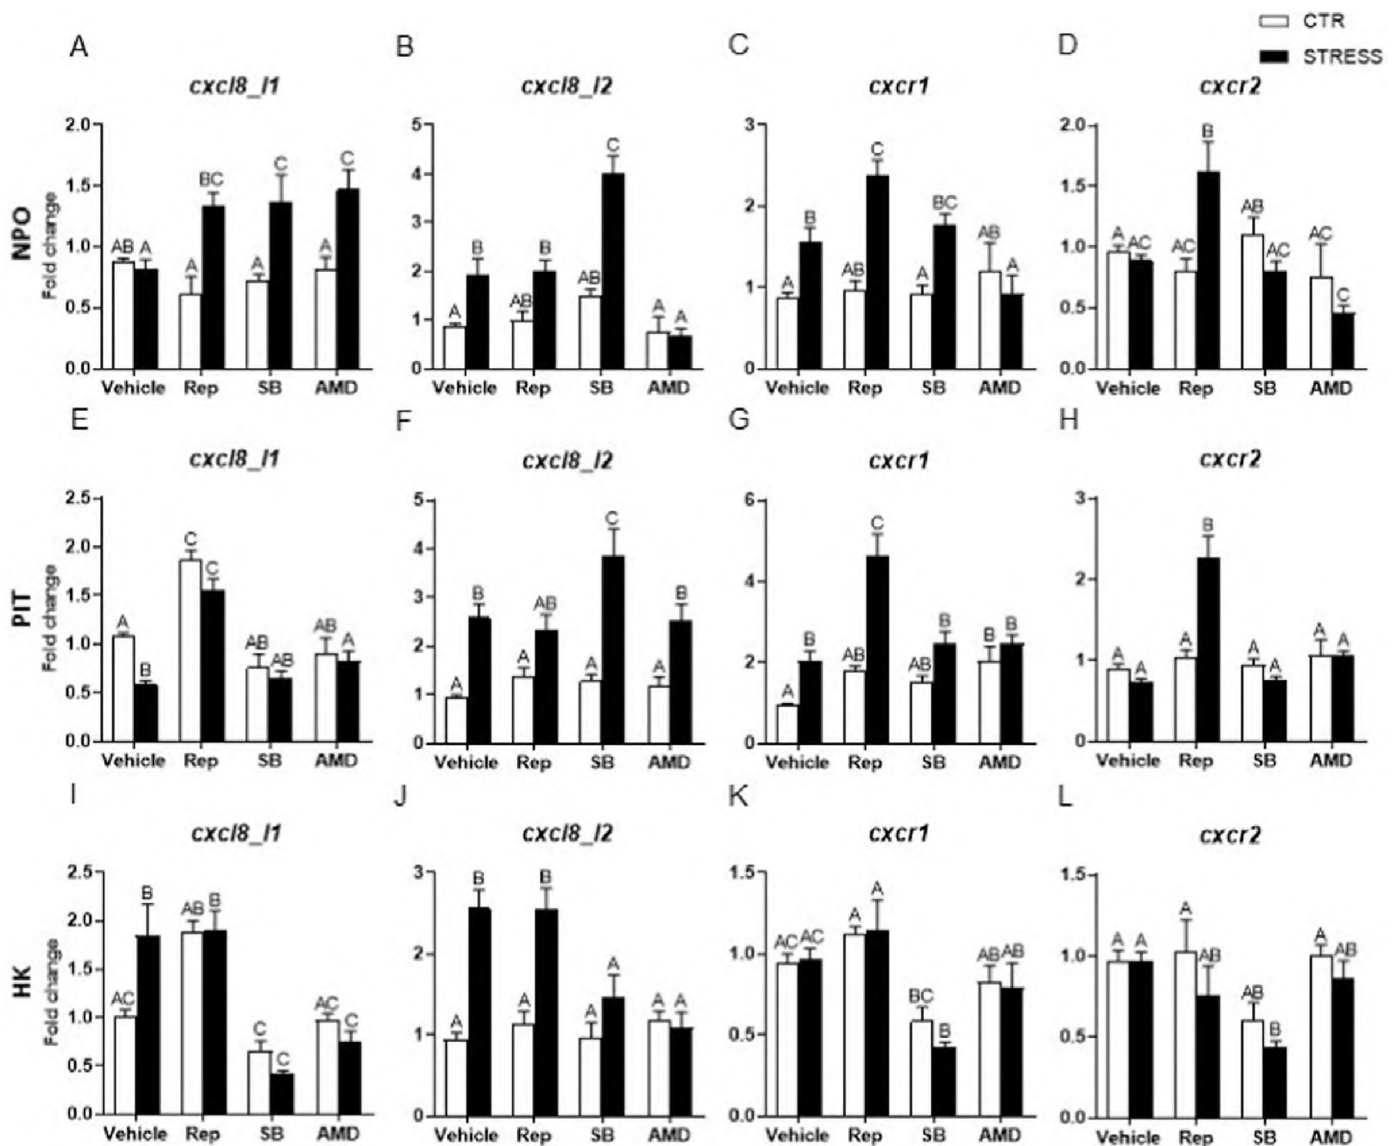 CTR
STRESS
A
cxcl8_l1
NPO
Fold change
2.0
1.5
1.0
0.5
0.0
AB A A BC A C A C
Vehicle Rep SB AMD
B
cxcl8_l2
5
4
3
2
1
0
A B AB B AB C A A
Vehicle Rep SB AMD
C
cxcr1
3
2
1
0
A B AB C A BC AB A
Vehicle Rep SB AMD
D
cxcr2
2.0
1.5
1.0
0.5
0.0
A AC AC B AB AC AC C
Vehicle Rep SB AMD
E
cxcl8_l1
PIT
Fold change
2.5
2.0
1.5
1.0
0.5
0.0
A B C C AB AB AB A
Vehicle Rep SB AMD
F
cxcl8_l2
5
4
3
2
1
0
A B A AB A C A B
Vehicle Rep SB AMD
G
cxcr1
6
4
2
0
A B AB C AB B B B
Vehicle Rep SB AMD
H
cxcr2
3
2
1
0
A A A B A A A A
Vehicle Rep SB AMD
I
cxcl8_l1
HK
Fold change
2.5
2.0
1.5
1.0
0.5
0.0
AC B AB B C C AC C
Vehicle Rep SB AMD
J
cxcl8_l2
3
2
1
0
A B A B A A A A
Vehicle Rep SB AMD
K
cxcr1
1.5
1.0
0.5
0.0
AC AC A A BC B AB AB
Vehicle Rep SB AMD
L
cxcr2
1.5
1.0
0.5
0.0
A A A AB AB B A AB
Vehicle Rep SB AMD